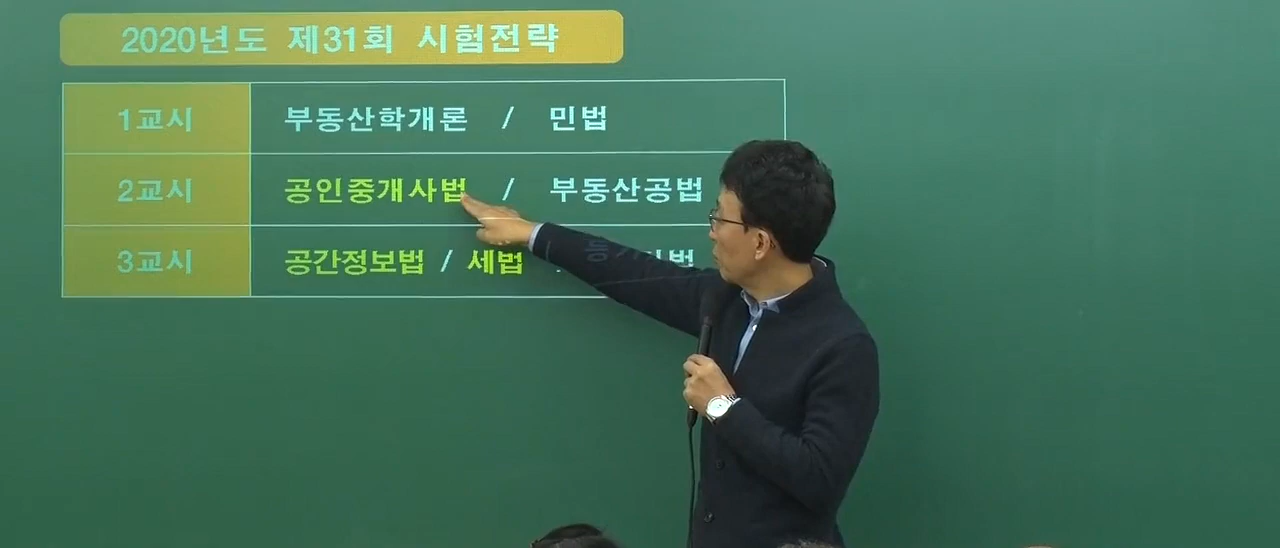 2020년도 제31회 시험전략
1교시 부동산학개론 / 민법
2교시 공인중개사법 / 부동산공법
3교시 공간정보법 / 세법 /